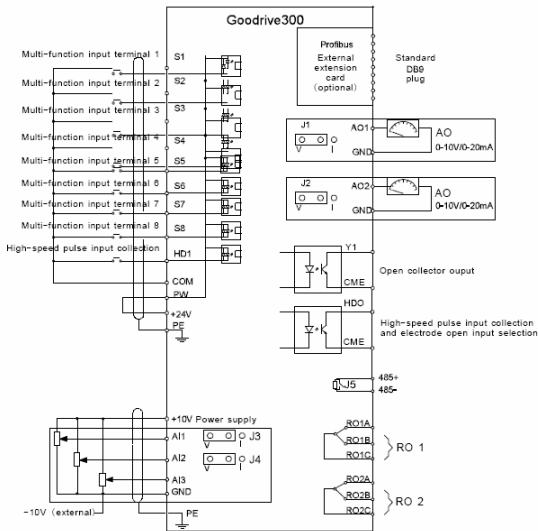 Goodrive300
Multi-function input terminal 1
S1
Multi-function input terminal 2
S2
Multi-function input terminal 3
S3
Multi-function input terminal 4
S4
Multi-function input terminal 5
S5
Multi-function input terminal 6
S6
Multi-function input terminal 7
S7
Multi-function input terminal 8
S8
High-speed pulse input collection
HD1
COM
PW
+24V
PE
Profibus
External
extension
card
(optional)
Standard
DB9
plug
J1
V
I
AO1
GND
AO
0-10V/0-20mA
J2
V
I
AO2
GND
AO
0-10V/0-20mA
Y1
CME
Open collector ouput
HDO
CME
High-speed pulse input collection
and electrode open input selection
J5
485+
485-
+10V Power supply
AI1
V
I
J3
AI2
V
I
J4
AI3
GND
-10V (external)
PE
RO1A
RO1B
RO1C
RO 1
RO2A
RO2B
RO2C
RO 2